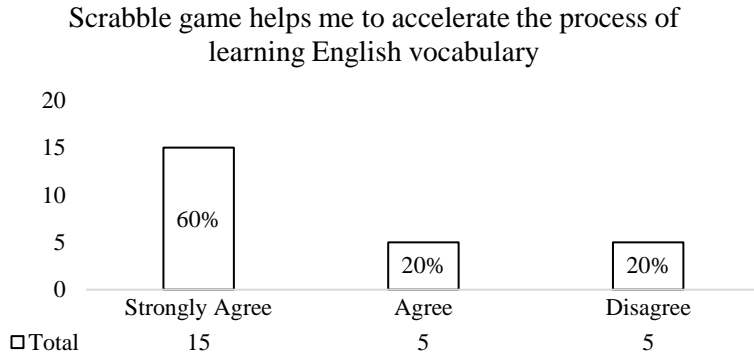 Scrabble game helps me to accelerate the process of
learning English vocabulary
20
15
10
5
0
60%
20%
20%
Strongly Agree Agree Disagree
Total 15 5 5